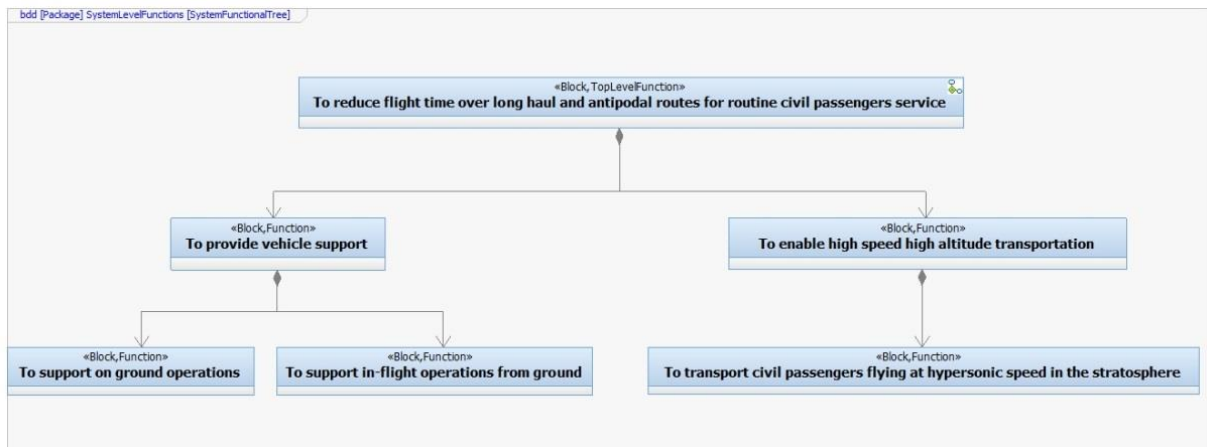 bdd [Package] SystemLevelFunctions [SystemFunctionalTree]
«Block,TopLevelFunction»
To reduce flight time over long haul and antipodal routes for routine civil passengers service
«Block,Function»
To provide vehicle support
«Block,Function»
To enable high speed high altitude transportation
«Block,Function»
To support on ground operations
«Block,Function»
To support in-flight operations from ground
«Block,Function»
To transport civil passengers flying at hypersonic speed in the stratosphere